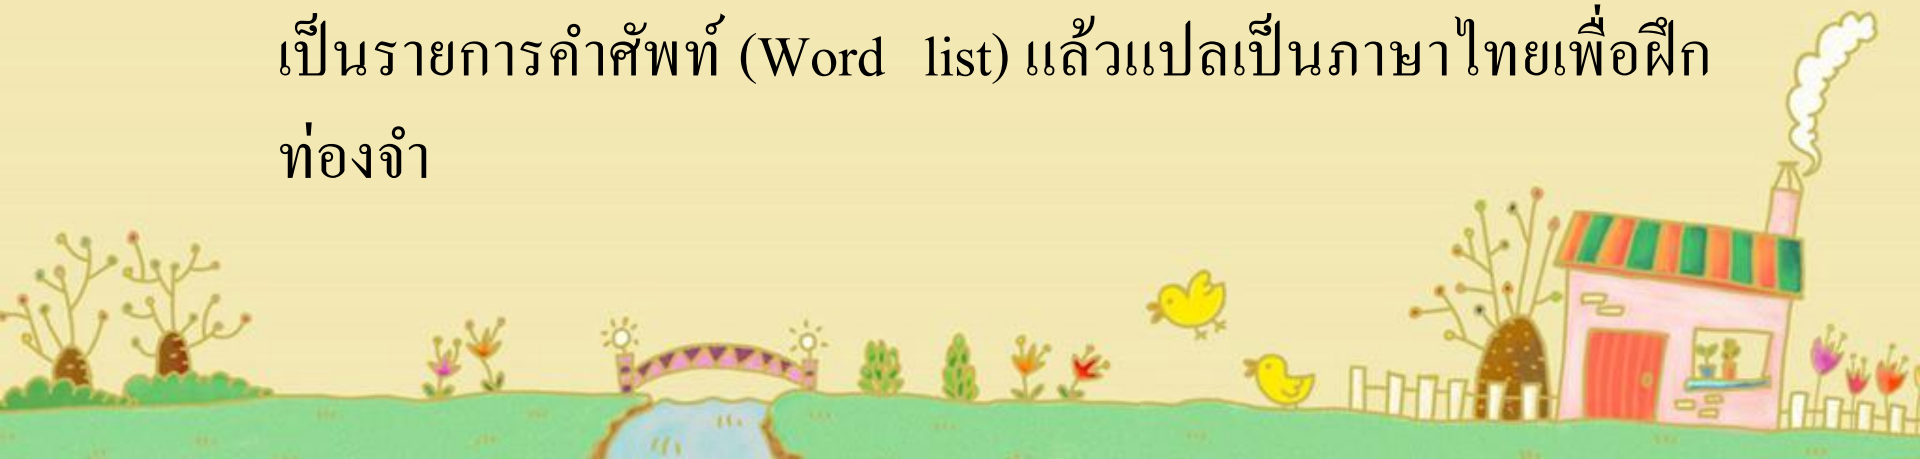 เป็นรายการคำศัพท์ (Word list) แล้วแปลเป็นภาษาไทยเพื่อฝึก
ท่องจำ